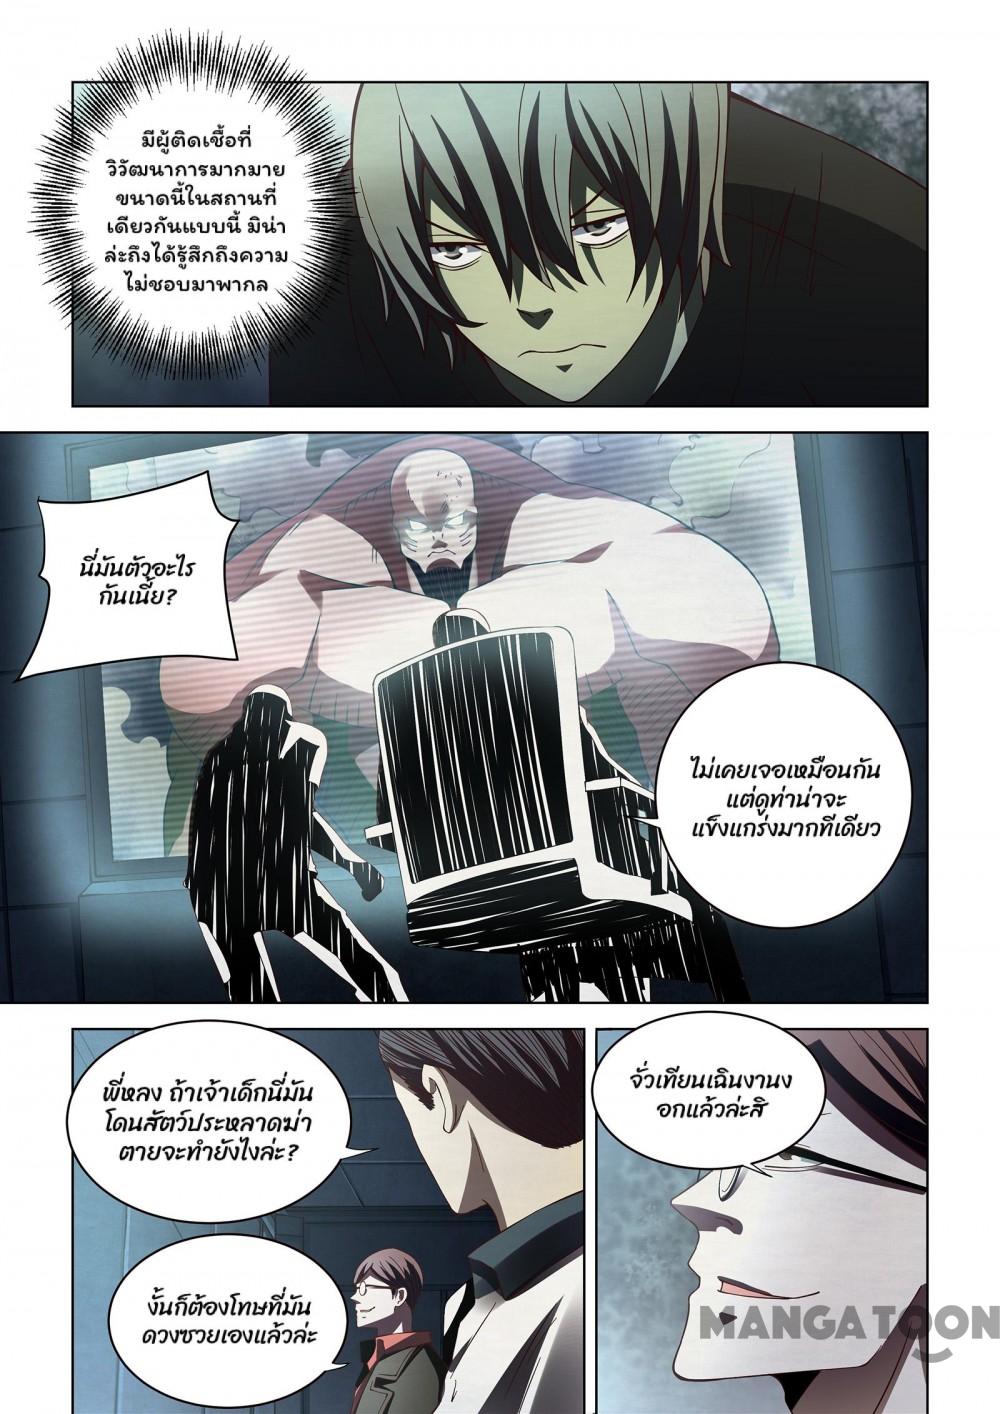 มีผู้ติดเชื้อที่
วิวัฒนาการมากมาย
ขนาดนี้ในสถานที่
เดียวกันแบบนี้ มิน่า
ล่ะถึงได้รู้สึกถึงความ
ไม่ชอบมาพากล
นี่มันตัวอะไร
กันเนี้ย?
ไม่เคยเจอเหมือนกัน
แต่ดูท่าน่าจะ
แข็งแกร่งมากทีเดียว
พี่หลง ถ้าเจ้าเด็กนี่มัน
โดนสัตว์ประหลาดฆ่า
ตายจะทำยังไงล่ะ?
งั้นก็ต้องโทษที่มัน
ดวงซวยเองแล้วล่ะ
จั่วเทียนเฉินงานง
อกแล้วล่ะสิ
MANGATOON